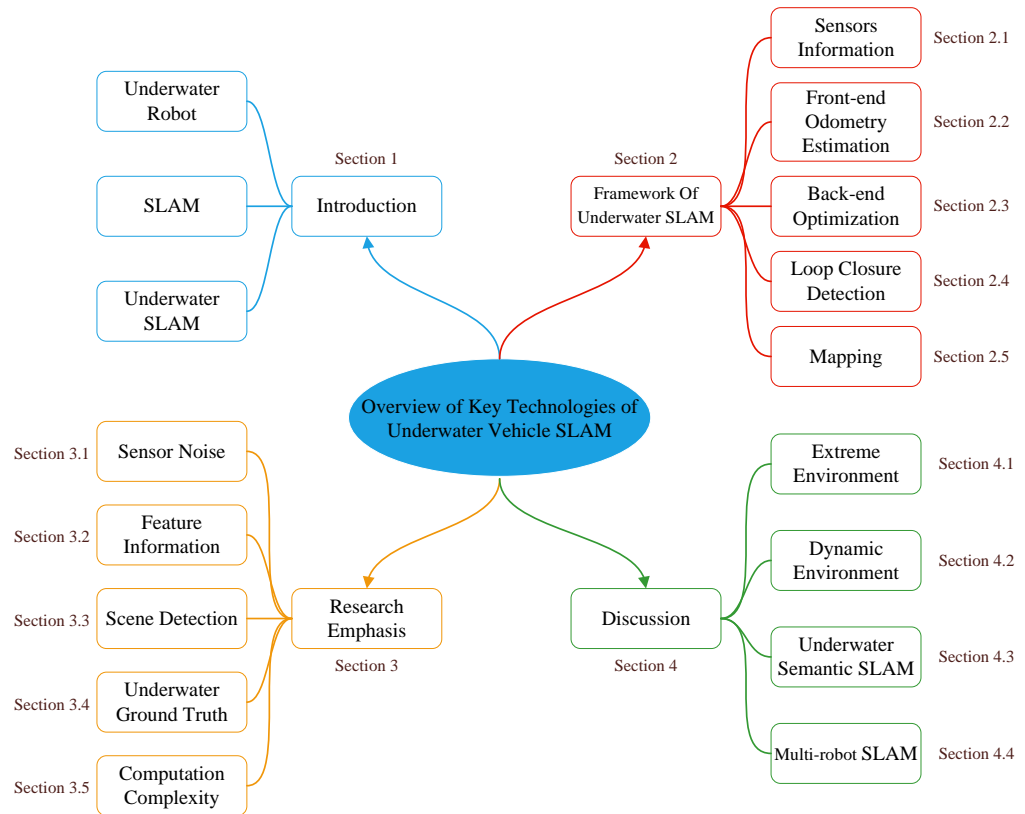 Section 1
Introduction
Underwater
Robot
SLAM
Underwater
SLAM
Section 2
Framework Of
Underwater SLAM
Sensors
Information
Section 2.1
Front-end
Odometry
Estimation
Section 2.2
Back-end
Optimization
Section 2.3
Loop Closure
Detection
Section 2.4
Mapping
Section 2.5
Overview of Key Technologies of
Underwater Vehicle SLAM
Research
Emphasis
Section 3
Section 3.1
Sensor Noise
Section 3.2
Feature
Information
Section 3.3
Scene Detection
Section 3.4
Underwater
Ground Truth
Section 3.5
Computation
Complexity
Discussion
Section 4
Extreme
Environment
Section 4.1
Dynamic
Environment
Section 4.2
Underwater
Semantic SLAM
Section 4.3
Multi-robot SLAM
Section 4.4